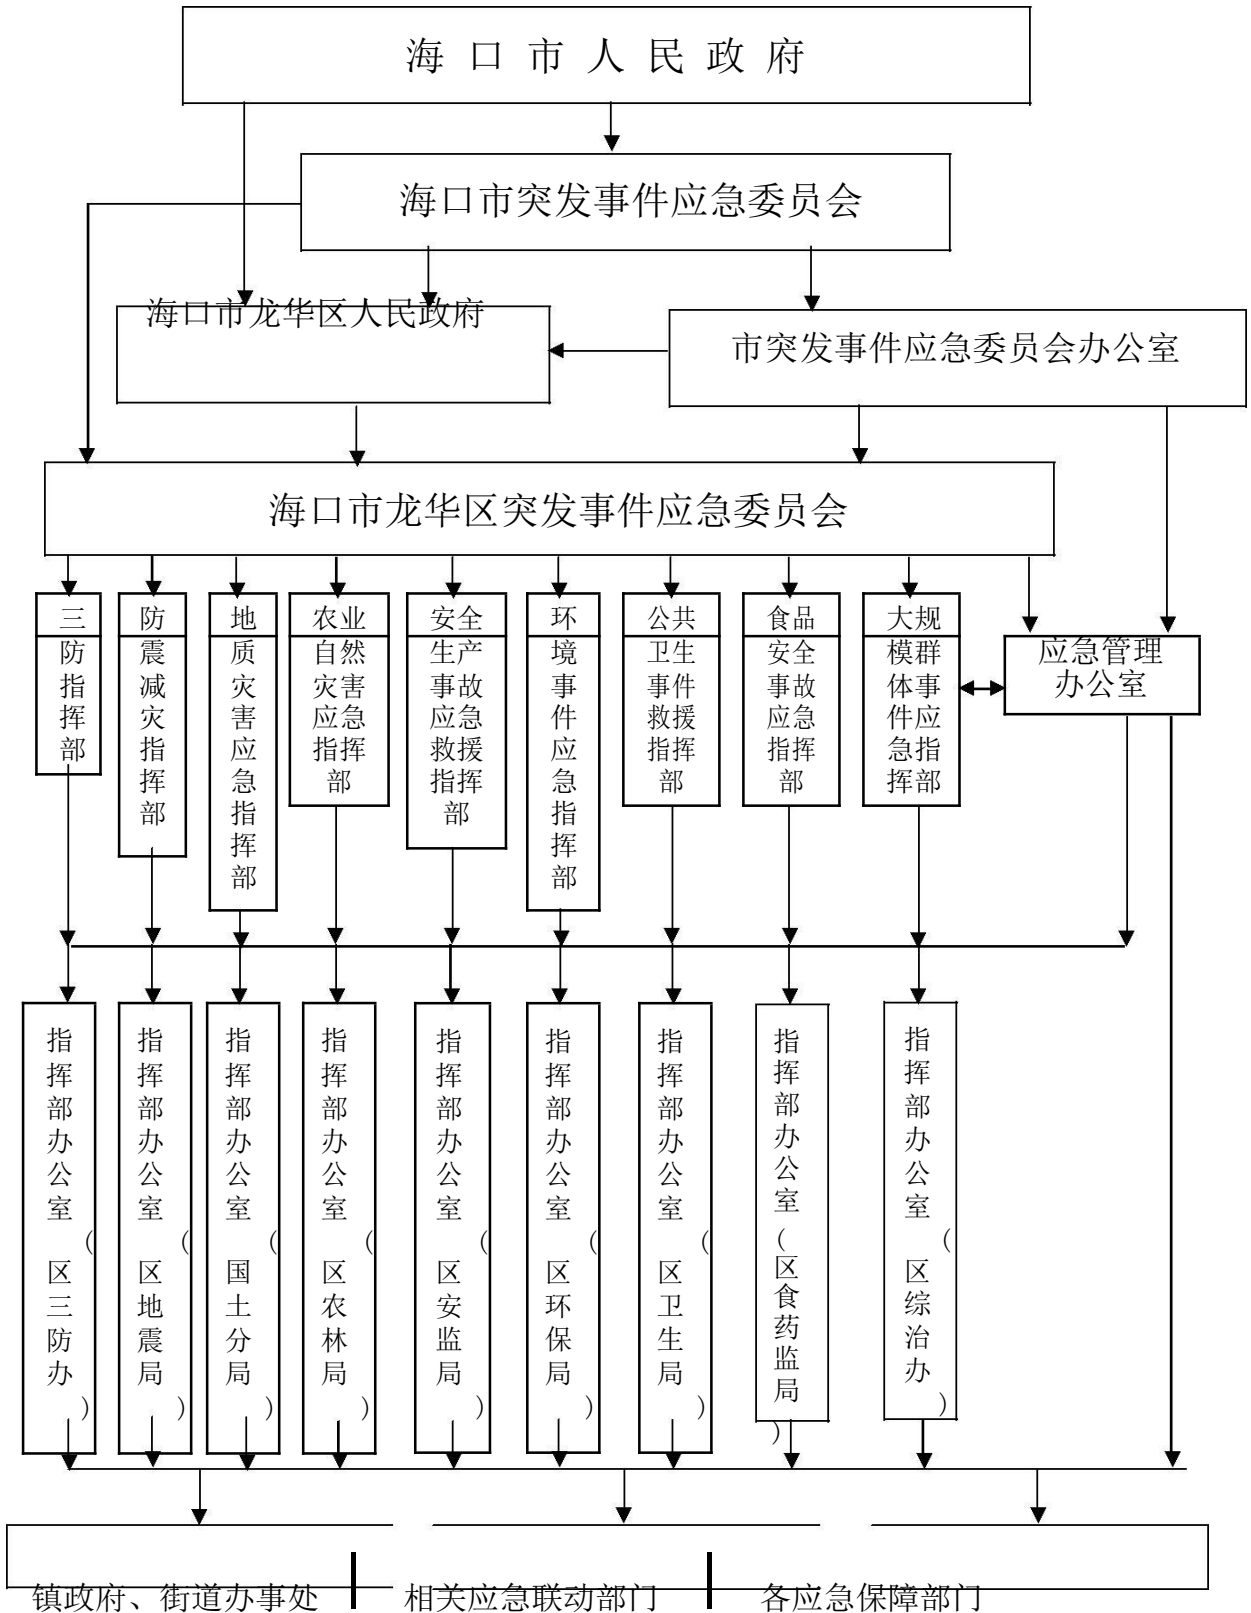 海口市人民政府
海口市突发事件应急委员会
海口市龙华区人民政府
市突发事件应急委员会办公室
海口市龙华区突发事件应急委员会
三防指挥部
防震减灾指挥部
地质灾害应急指挥部
农业自然灾害应急指挥部
安全生产事故应急救援指挥部
环境事件应急指挥部
公共卫生事件救援指挥部
食品安全事故应急指挥部
大规模群体事件应急指挥部
应急管理
办公室
指挥部办公室（区三防办）
指挥部办公室（区地震局）
指挥部办公室（国土分局）
指挥部办公室（区农林局）
指挥部办公室（区安监局）
指挥部办公室（区环保局）
指挥部办公室（区卫生局）
指挥部办公室（区食药监局）
指挥部办公室（区综治办）
镇政府、街道办事处
相关应急联动部门
各应急保障部门